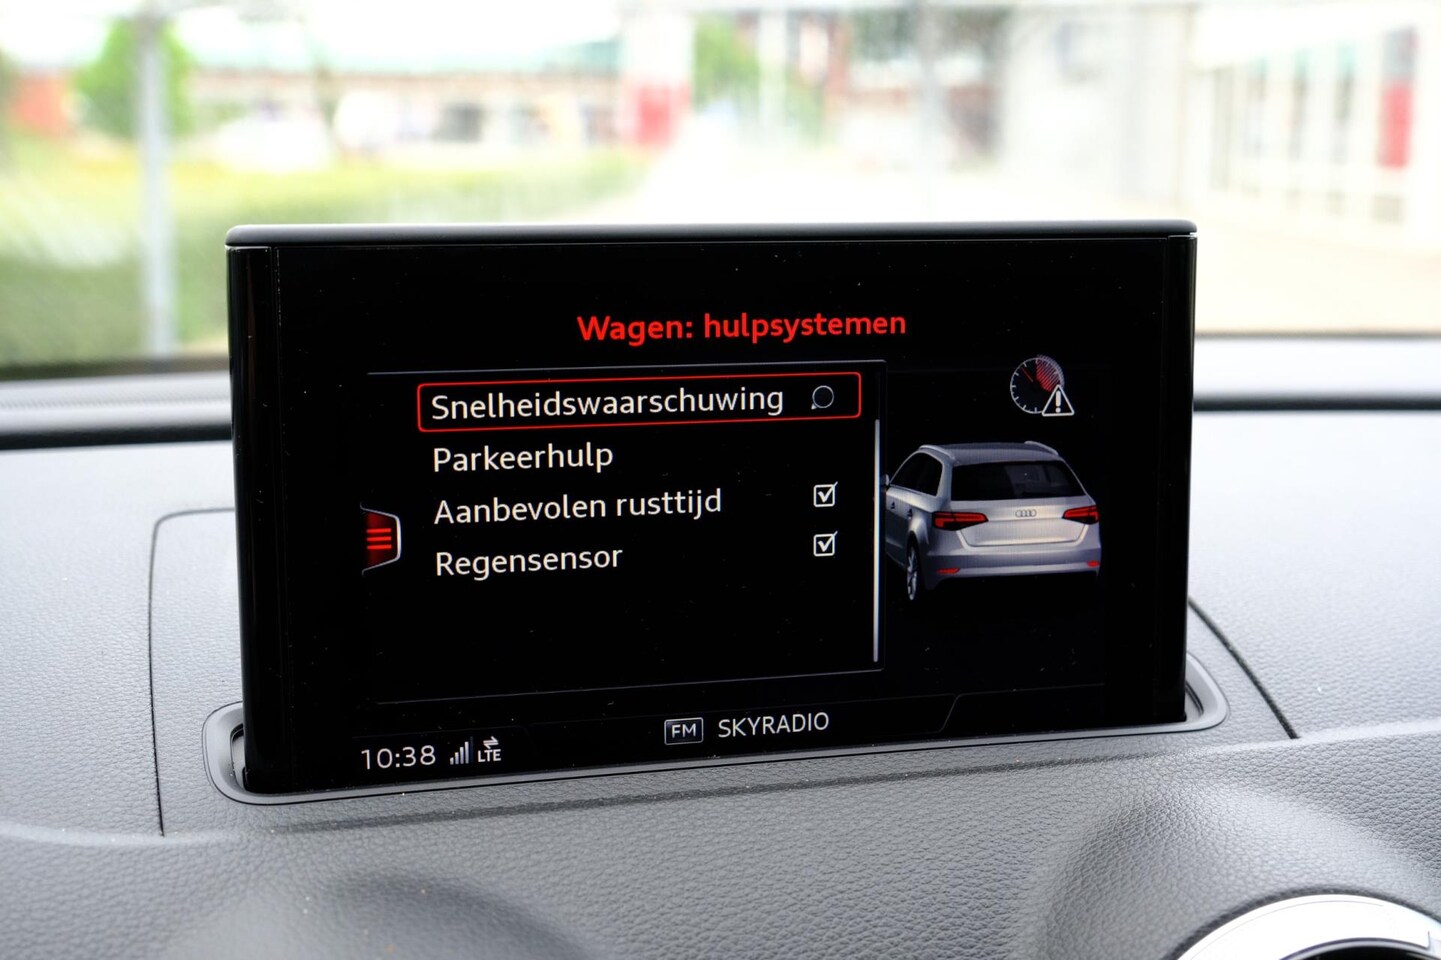 Wagen: hulpsystemen
Snelheidswaarschuwing
Parkeerhulp
Aanbevolen rusttijd
Regensensor
FM SKYRADIO
10:38 LTE